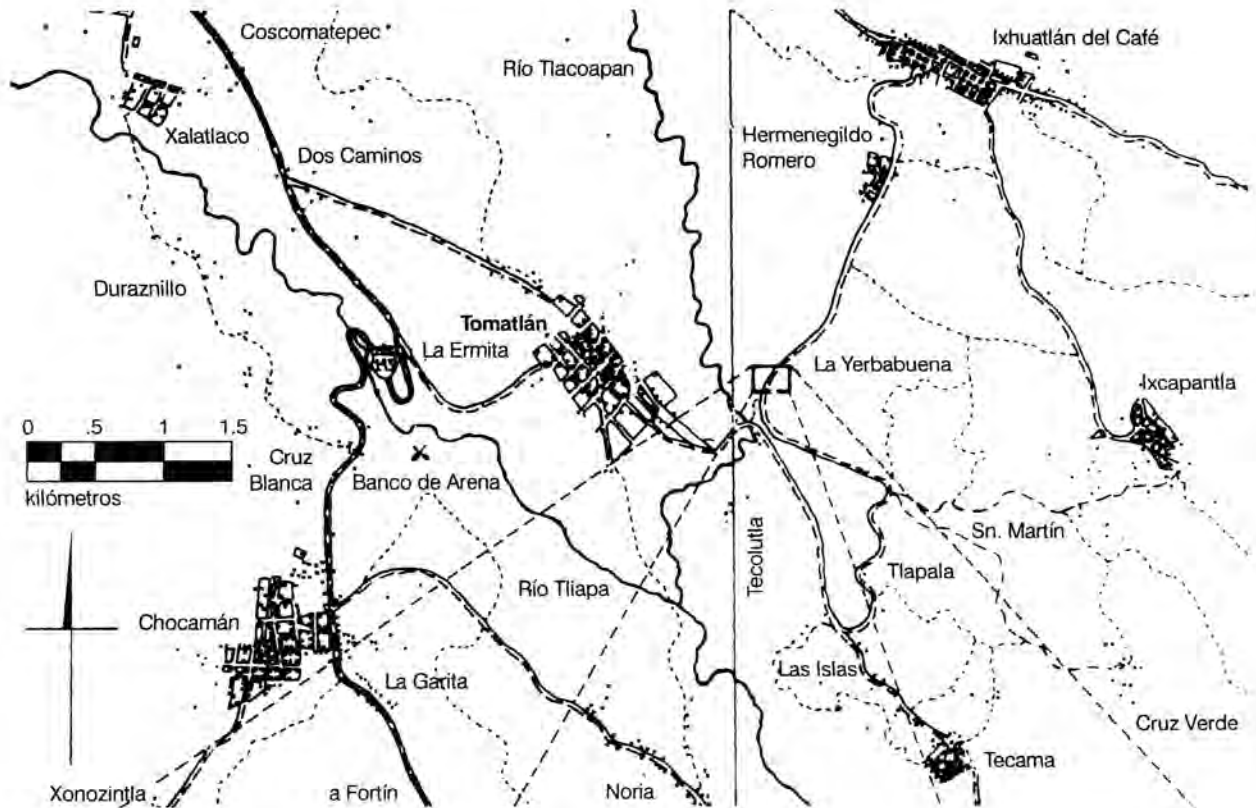 Coscomatepec
Ixhuatlán del Café
Río Tlacoapan
Xalatlaco
Hermenegildo
Romero
Dos Caminos
Duraznillo
Tomatlán
La Ermita
La Yerbabuena
Ixcapantla
0 .5 1 1.5
kilómetros
Cruz
Blanca
Banco de Arena
Sn. Martín
Tecolutla
Tlapala
Río Tliapa
Chocamán
La Garita
Las Islas
Cruz Verde
Tecama
Xonozintla
a Fortín
Noria